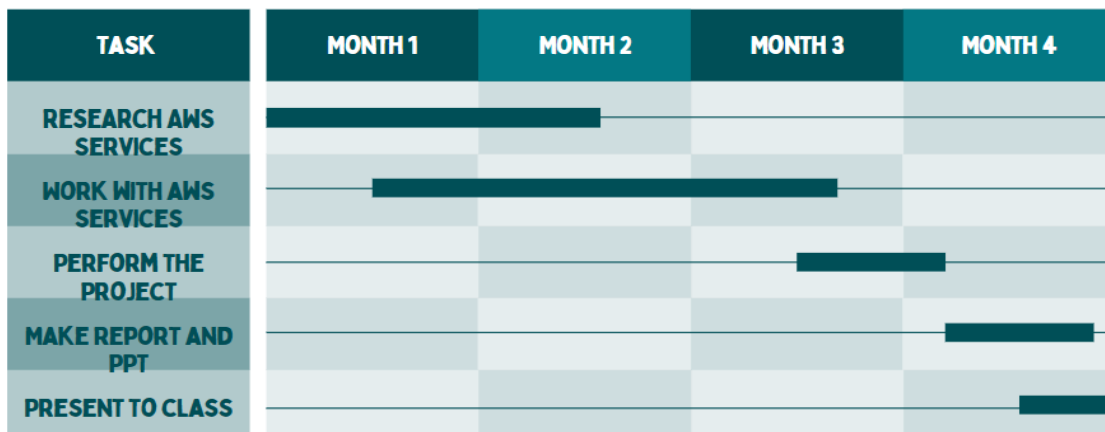 TASK
MONTH 1
MONTH 2
MONTH 3
MONTH 4
RESEARCH AWS
SERVICES
WORK WITH AWS
SERVICES
PERFORM THE
PROJECT
MAKE REPORT AND
PPT
PRESENT TO CLASS